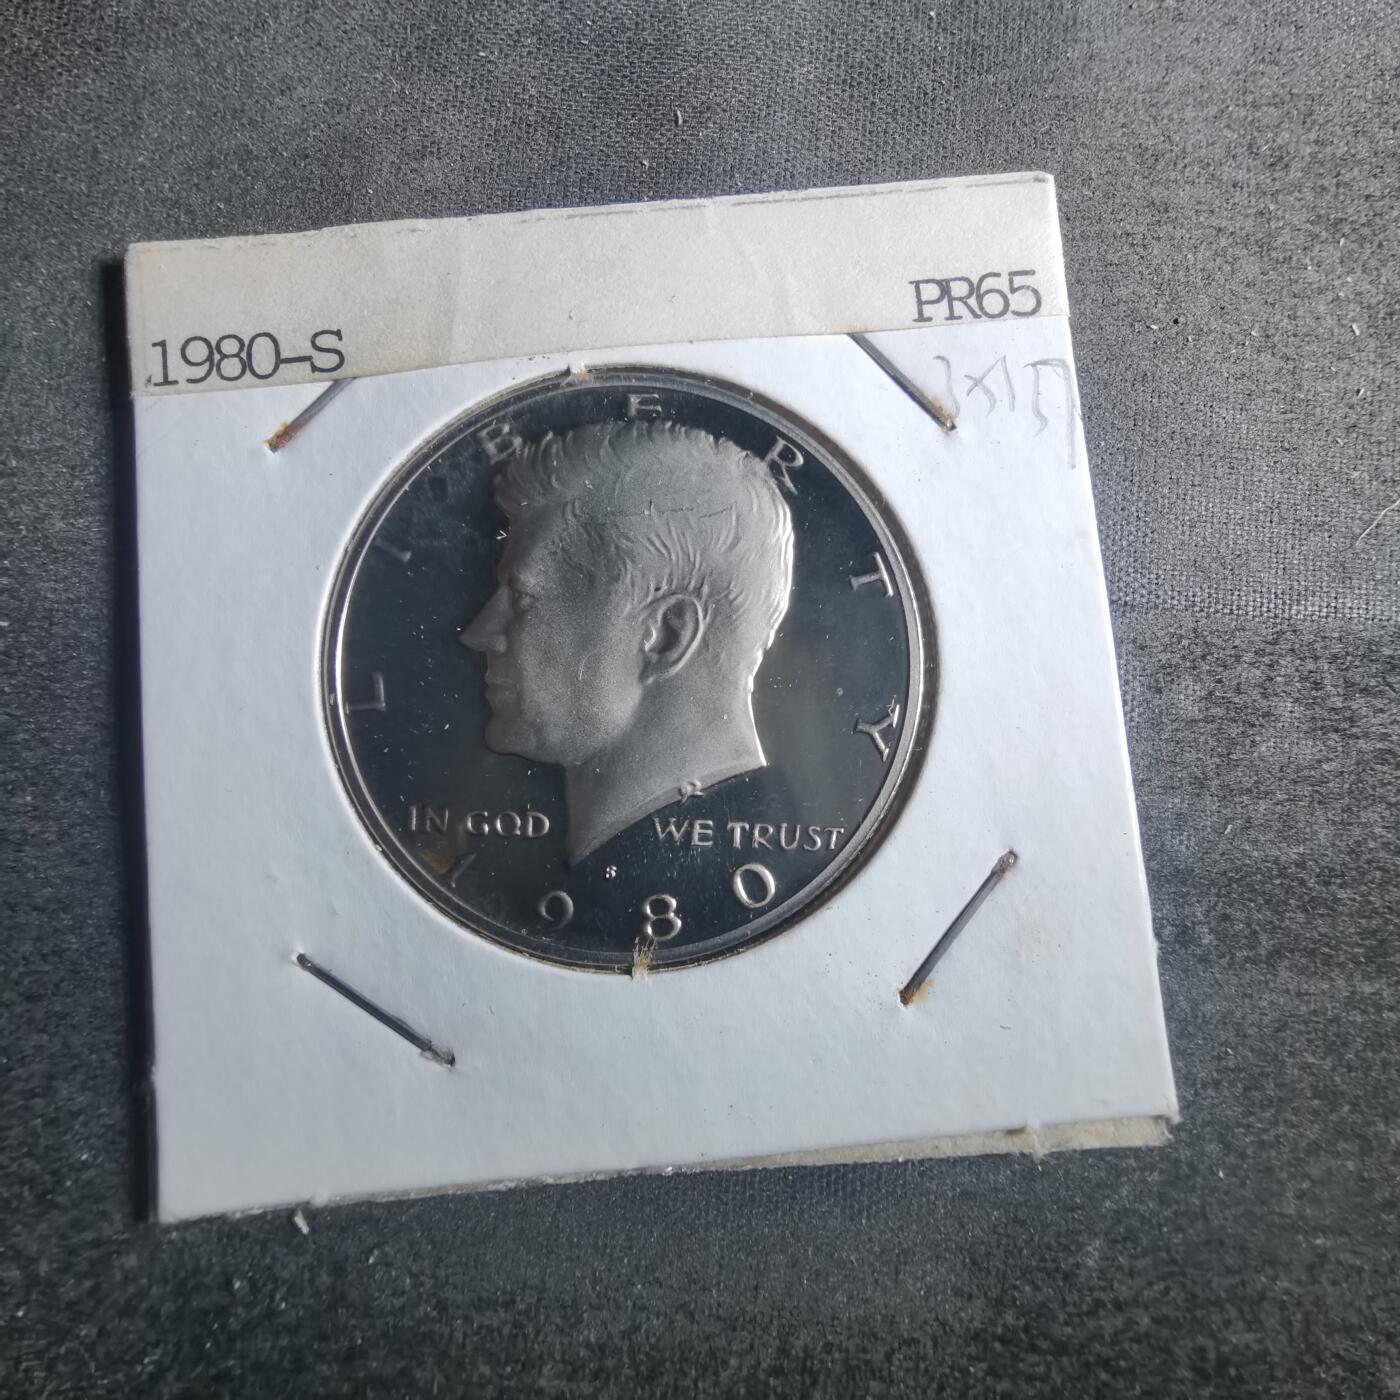 PR65
1980-S
LIBERTY
IN GOD WE TRUST
S
1980